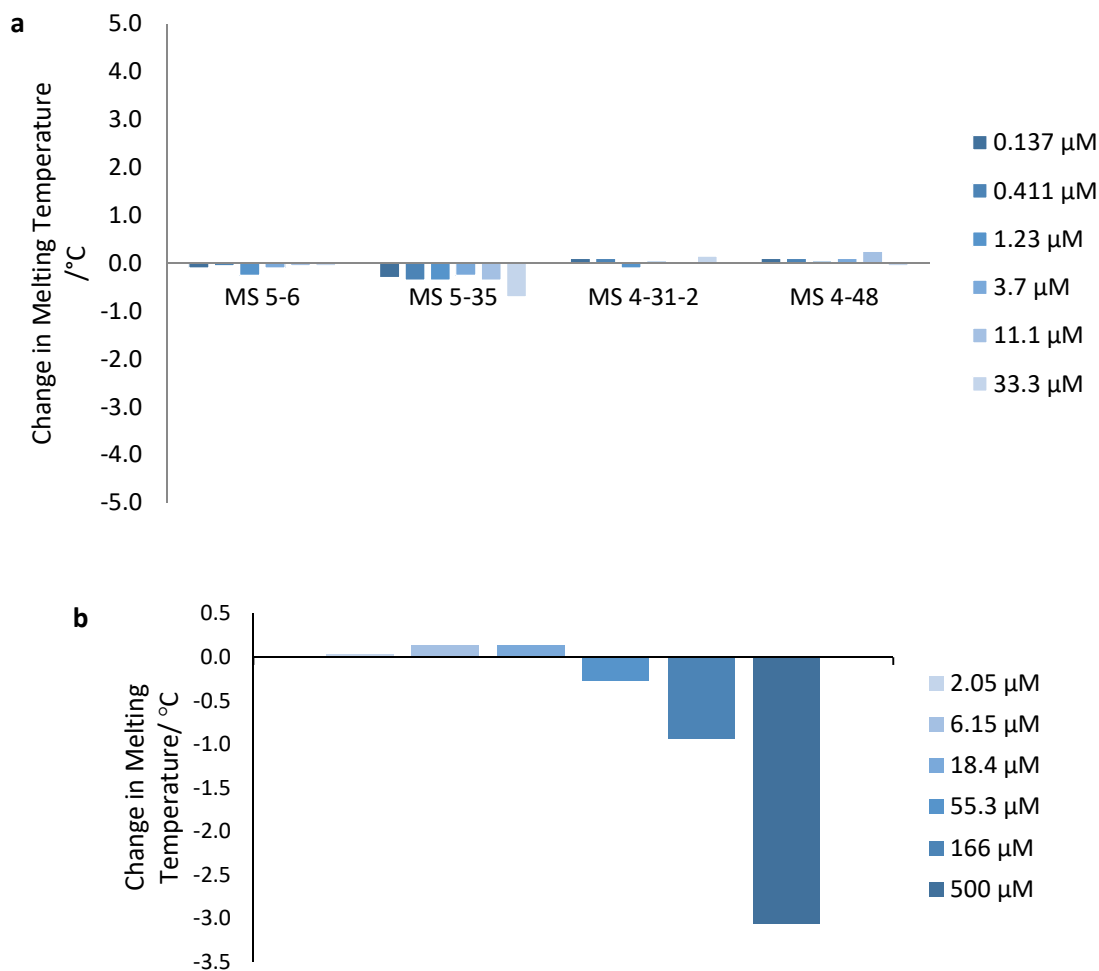 a
5.0
4.0
3.0
2.0
1.0
0.0
-1.0
-2.0
-3.0
-4.0
-5.0
Change in Melting Temperature
/°C
MS 5-6
MS 5-35
MS 4-31-2
MS 4-48
0.137 µM
0.411 µM
1.23 µM
3.7 µM
11.1 µM
33.3 µM
b
0.5
0.0
-0.5
-1.0
-1.5
-2.0
-2.5
-3.0
-3.5
Change in Melting
Temperature/ °C
2.05 µM
6.15 µM
18.4 µM
55.3 µM
166 µM
500 µM